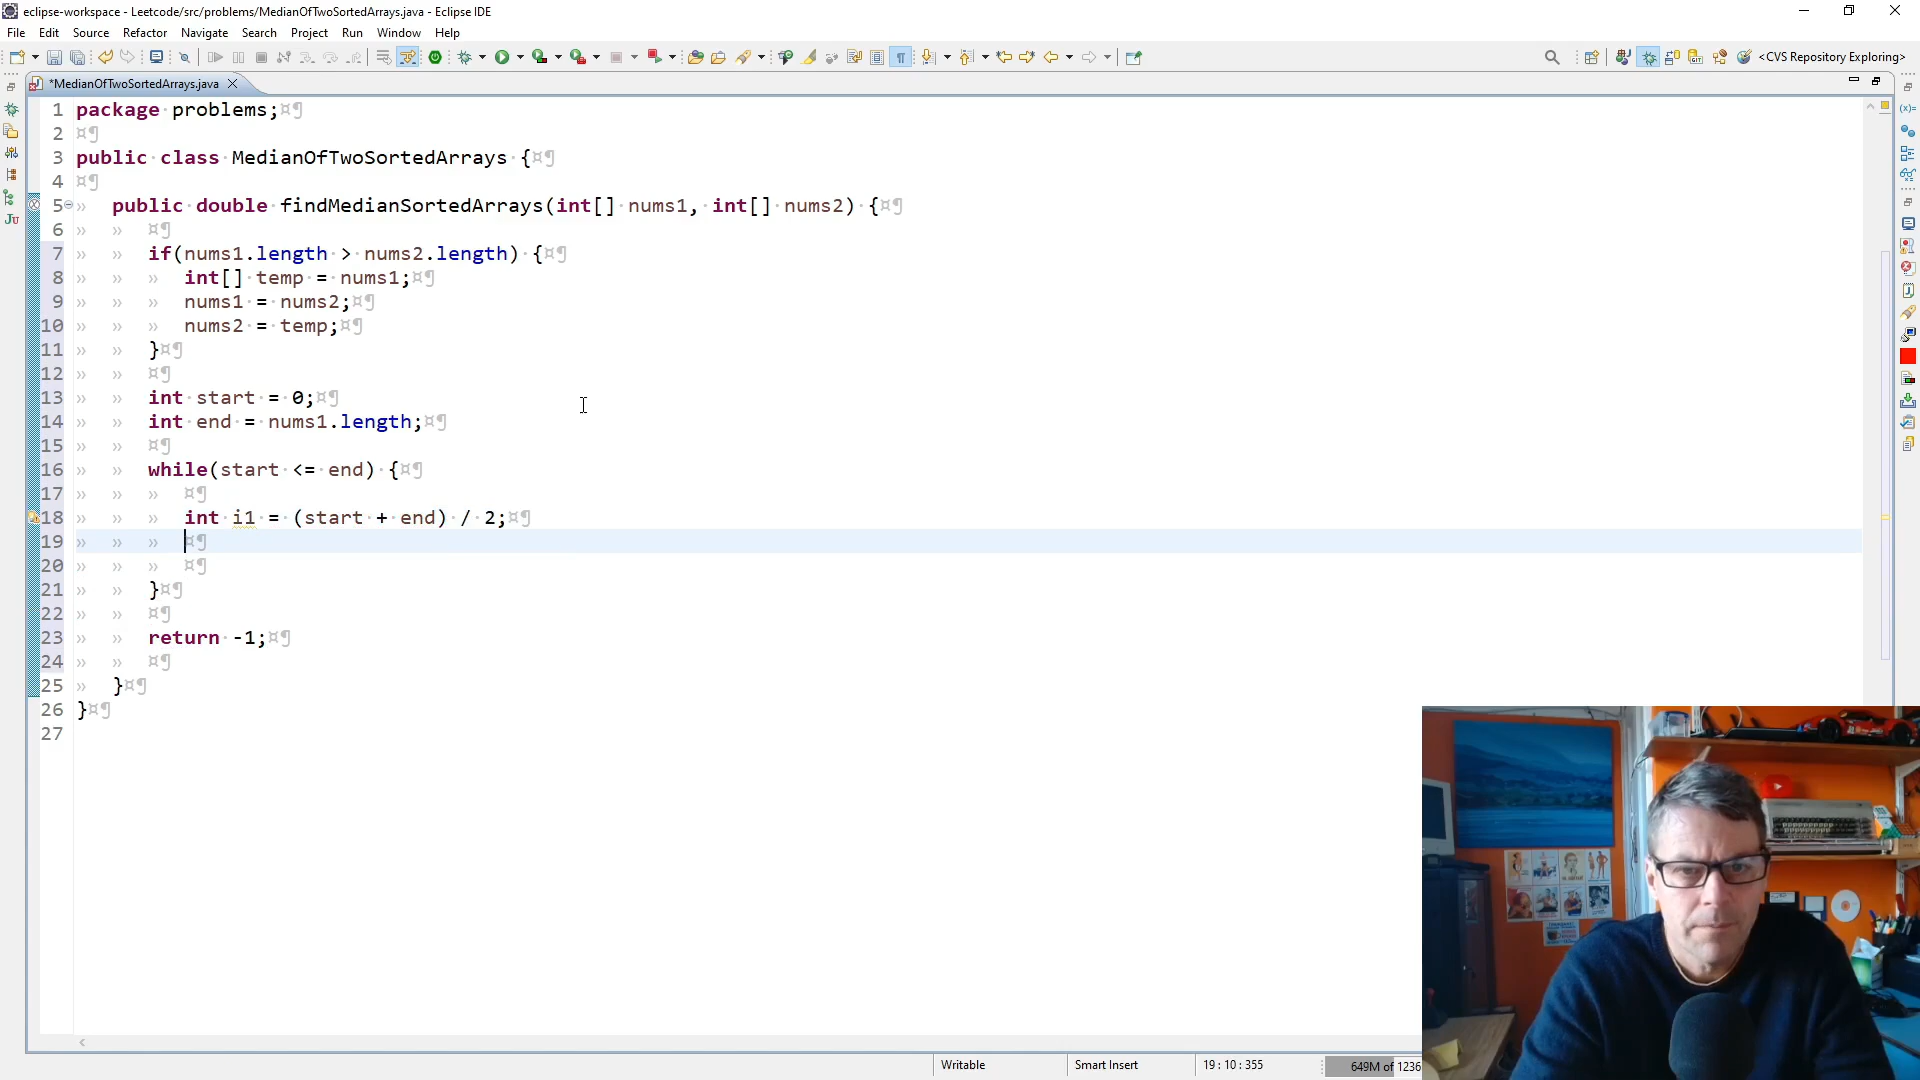 eclipse-workspace - Leetcode/src/problems/MedianOfTwoSortedArrays.java - Eclipse IDE
File Edit Source Refactor Navigate Search Project Run Window Help
<CVS Repository Exploring>
*MedianOfTwoSortedArrays.java
1 package problems;
2
3 public class MedianOfTwoSortedArrays {
4
5 public double findMedianSortedArrays(int[] nums1, int[] nums2) {
6
7 if(nums1.length > nums2.length) {
8 int[] temp = nums1;
9 nums1 = nums2;
10 nums2 = temp;
11 }
12
13 int start = 0;
14 int end = nums1.length;
15
16 while(start <= end) {
17
18 int i1 = (start + end) / 2;
19
20
21 }
22
23 return -1;
24
25 }
26 }
27
Writable Smart Insert 19 : 10 : 355 649M of 1236